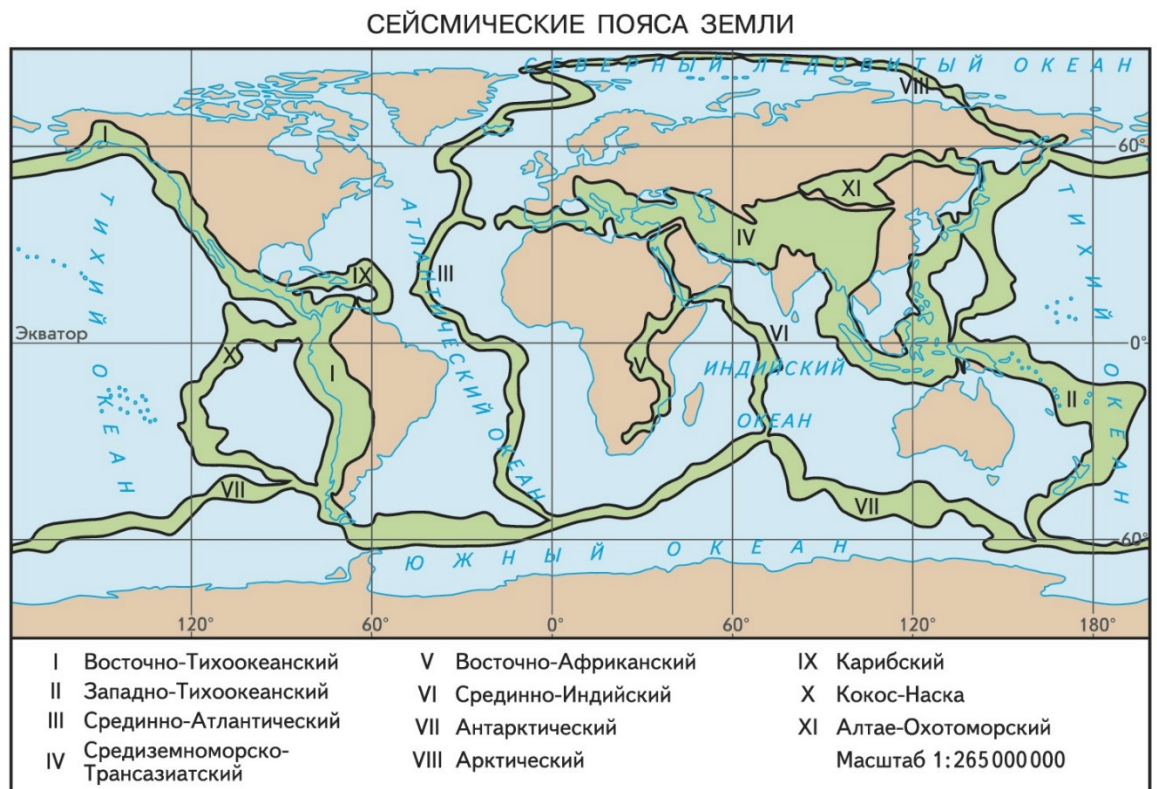 СЕЙСМИЧЕСКИЕ ПОЯСА ЗЕМЛИ
СЕВЕРНЫЙ ЛЕДОВИТЫЙ ОКЕАН
VIII
I
60°
XI
ТИХИЙ ОКЕАН
АТЛАНТИЧЕСКИЙ ОКЕАН
ТИХИЙ ОКЕАН
IV
IX
III
Экватор
VI
0°
X
V
ИНДИЙСКИЙ
ОКЕАН
I
II
VII
VII
60°
ЮЖНЫЙ ОКЕАН
120° 60° 0° 60° 120° 180°
I Восточно-Тихоокеанский
II Западно-Тихоокеанский
III Срединно-Атлантический
IV Средиземноморско-
Трансазиатский
V Восточно-Африканский
VI Срединно-Индийский
VII Антарктический
VIII Арктический
IX Карибский
X Кокос-Наска
XI Алтае-Охотоморский
Масштаб 1:265 000 000